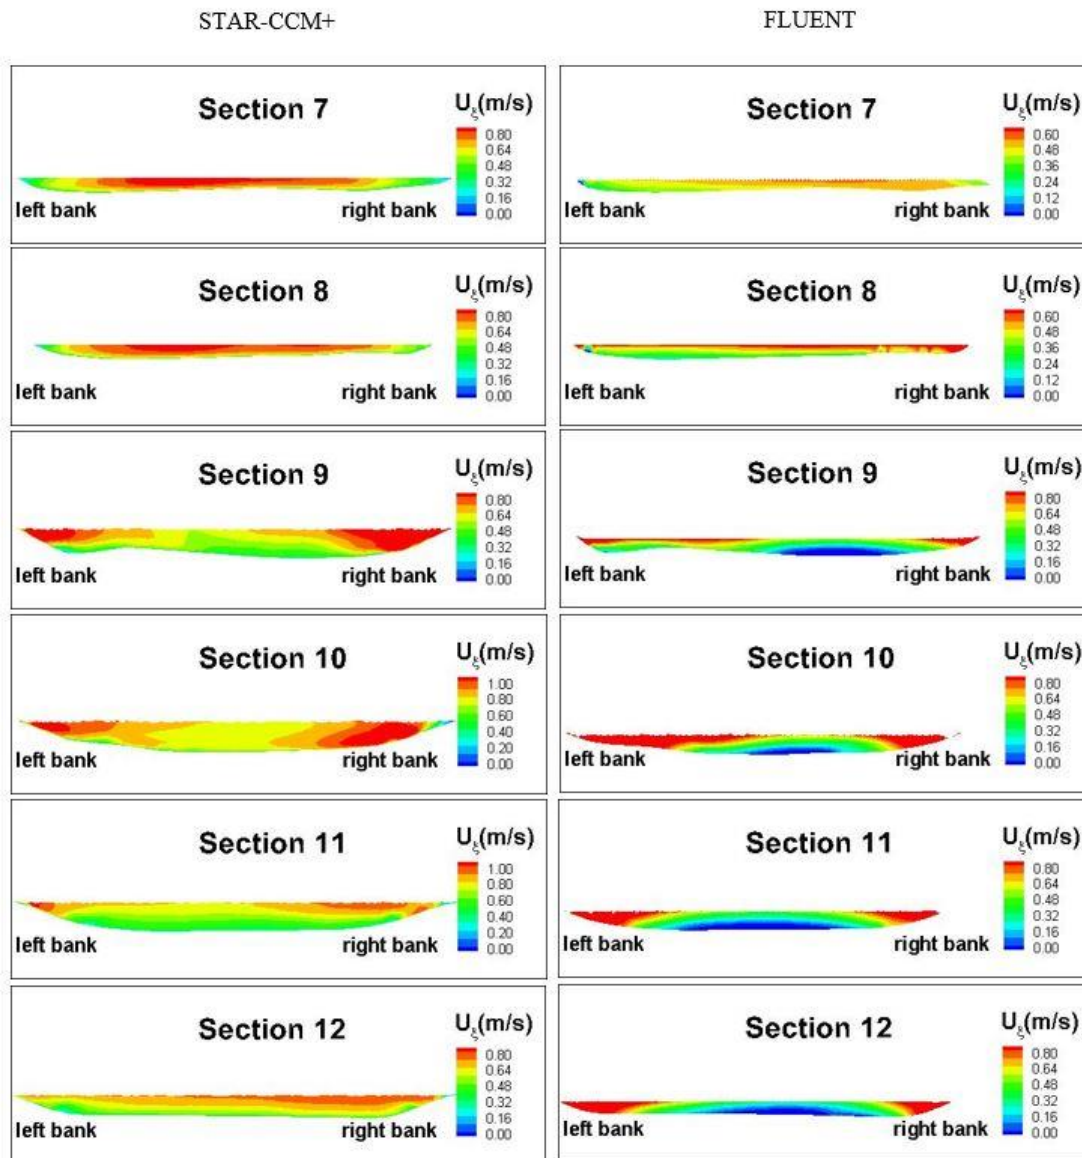 STAR-CCM+
FLUENT
Section 7
U_ξ(m/s)
0.80
0.64
0.48
0.32
0.16
0.00
left bank
right bank
Section 7
U_ξ(m/s)
0.60
0.48
0.36
0.24
0.12
0.00
left bank
right bank
Section 8
U_ξ(m/s)
0.80
0.64
0.48
0.32
0.16
0.00
left bank
right bank
Section 8
U_ξ(m/s)
0.60
0.48
0.36
0.24
0.12
0.00
left bank
right bank
Section 9
U_ξ(m/s)
0.80
0.64
0.48
0.32
0.16
0.00
left bank
right bank
Section 9
U_ξ(m/s)
0.80
0.64
0.48
0.32
0.16
0.00
left bank
right bank
Section 10
U_ξ(m/s)
1.00
0.80
0.60
0.40
0.20
0.00
left bank
right bank
Section 10
U_ξ(m/s)
0.80
0.64
0.48
0.32
0.16
0.00
left bank
right bank
Section 11
U_ξ(m/s)
1.00
0.80
0.60
0.40
0.20
0.00
left bank
right bank
Section 11
U_ξ(m/s)
0.80
0.64
0.48
0.32
0.16
0.00
left bank
right bank
Section 12
U_ξ(m/s)
0.80
0.64
0.48
0.32
0.16
0.00
left bank
right bank
Section 12
U_ξ(m/s)
0.80
0.64
0.48
0.32
0.16
0.00
left bank
right bank